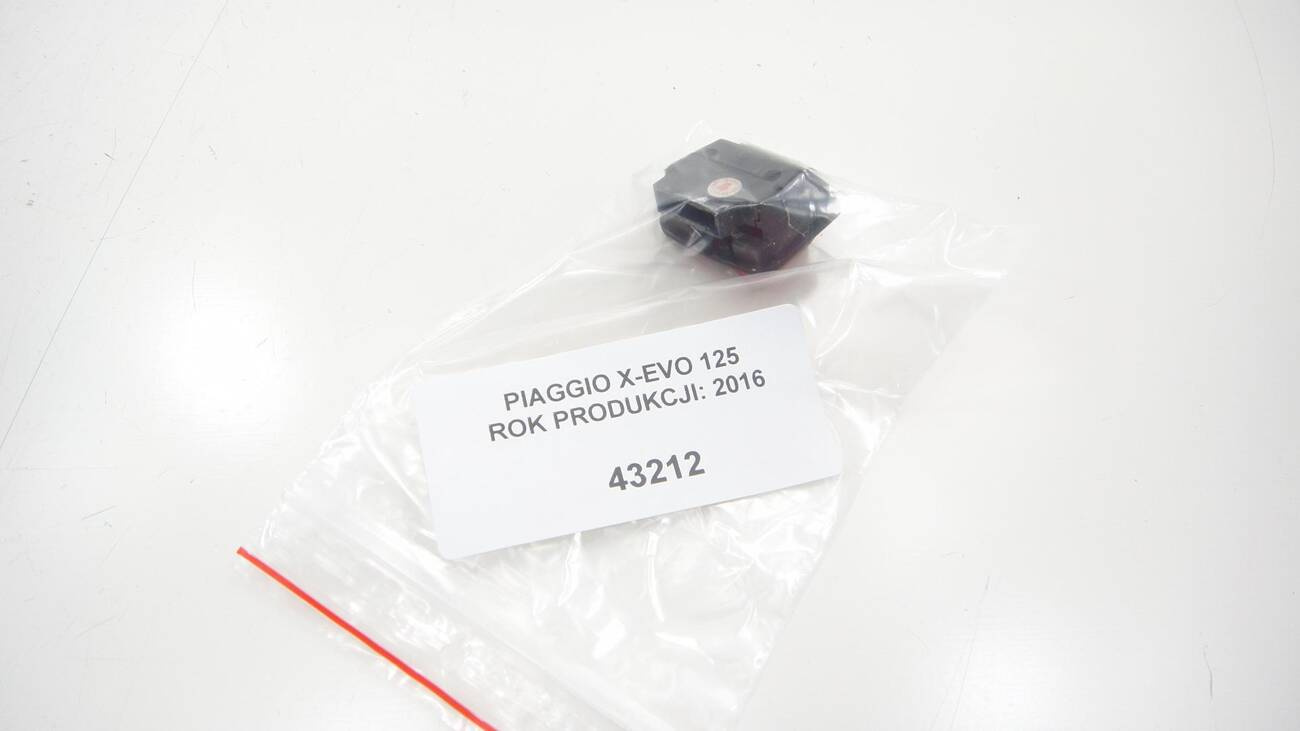 PIAGGIO X-EVO 125
ROK PRODUKCJI: 2016
43212